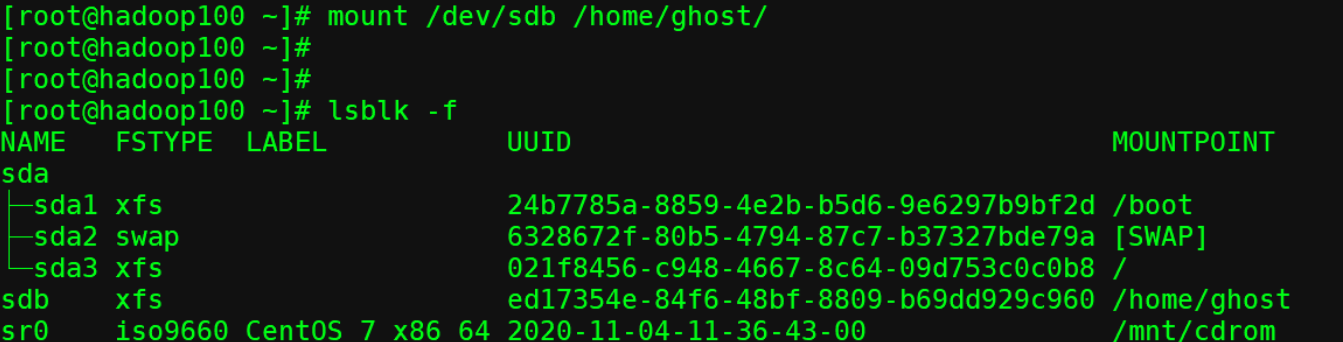 [root@hadoop100 ~]# mount /dev/sdb /home/ghost/
[root@hadoop100 ~]#
[root@hadoop100 ~]#
[root@hadoop100 ~]# lsblk -f
NAME   FSTYPE  LABEL           UUID                                 MOUNTPOINT
sda
├─sda1 xfs                     24b7785a-8859-4e2b-b5d6-9e6297b9bf2d /boot
├─sda2 swap                    6328672f-80b5-4794-87c7-b37327bde79a [SWAP]
└─sda3 xfs                     021f8456-c948-4667-8c64-09d753c0c0b8 /
sdb    xfs                     ed17354e-84f6-48bf-8809-b69dd929c960 /home/ghost
sr0    iso9660 CentOS 7 x86_64 2020-11-04-11-36-43-00               /mnt/cdrom